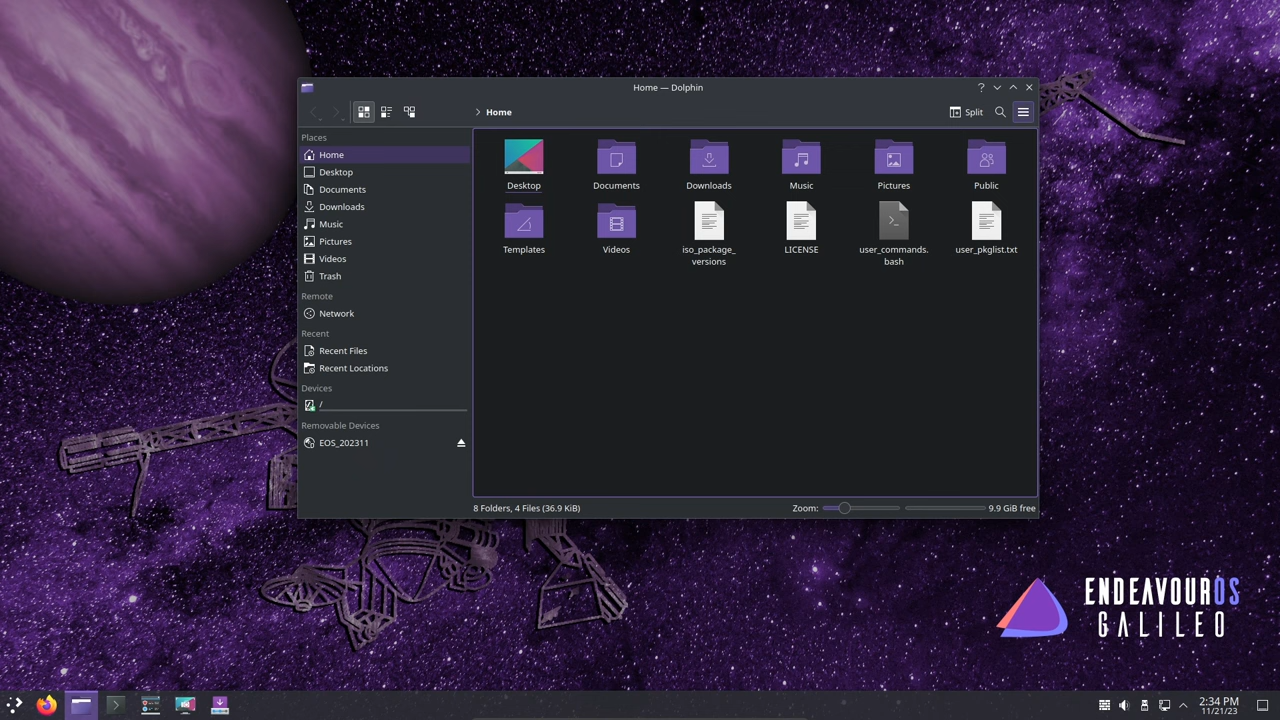 Home — Dolphin
Home
Split
Places
Home
Desktop
Documents
Downloads
Music
Pictures
Videos
Trash
Remote
Network
Recent
Recent Files
Recent Locations
Devices
/
Removable Devices
EOS_202311
Desktop
Documents
Downloads
Music
Pictures
Public
Templates
Videos
iso_package_
versions
LICENSE
user_commands.
bash
user_pkglist.txt
8 Folders, 4 Files (36.9 KiB)
Zoom:
9.9 GiB free
ENDEAVOUROS
GALILEO
2:34 PM
11/21/23